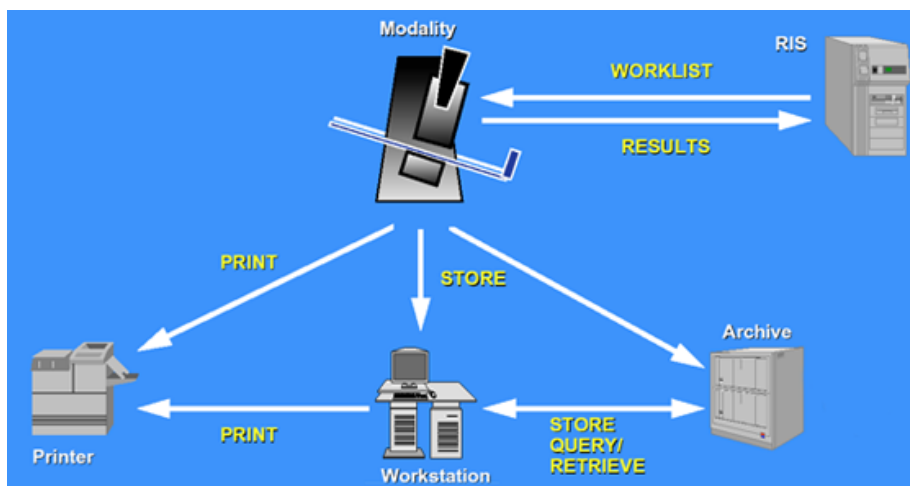 Modality
RIS
WORKLIST
RESULTS
PRINT
STORE
Archive
PRINT
STORE
QUERY/
RETRIEVE
Printer
Workstation